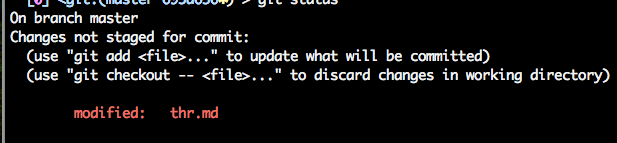 git status
On branch master
Changes not staged for commit:
(use "git add <file>..." to update what will be committed)
(use "git checkout -- <file>..." to discard changes in working directory)
modified: thr.md